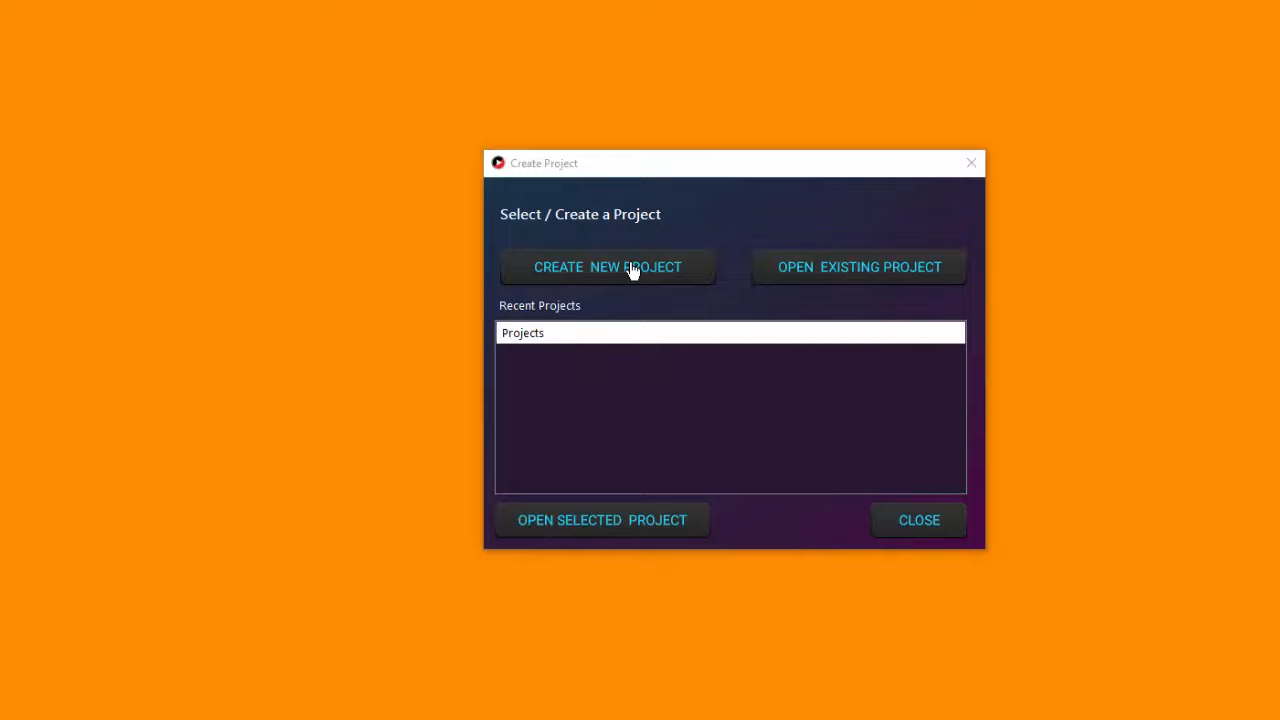 Create Project
Select / Create a Project
CREATE NEW PROJECT
OPEN EXISTING PROJECT
Recent Projects
Projects
OPEN SELECTED PROJECT
CLOSE